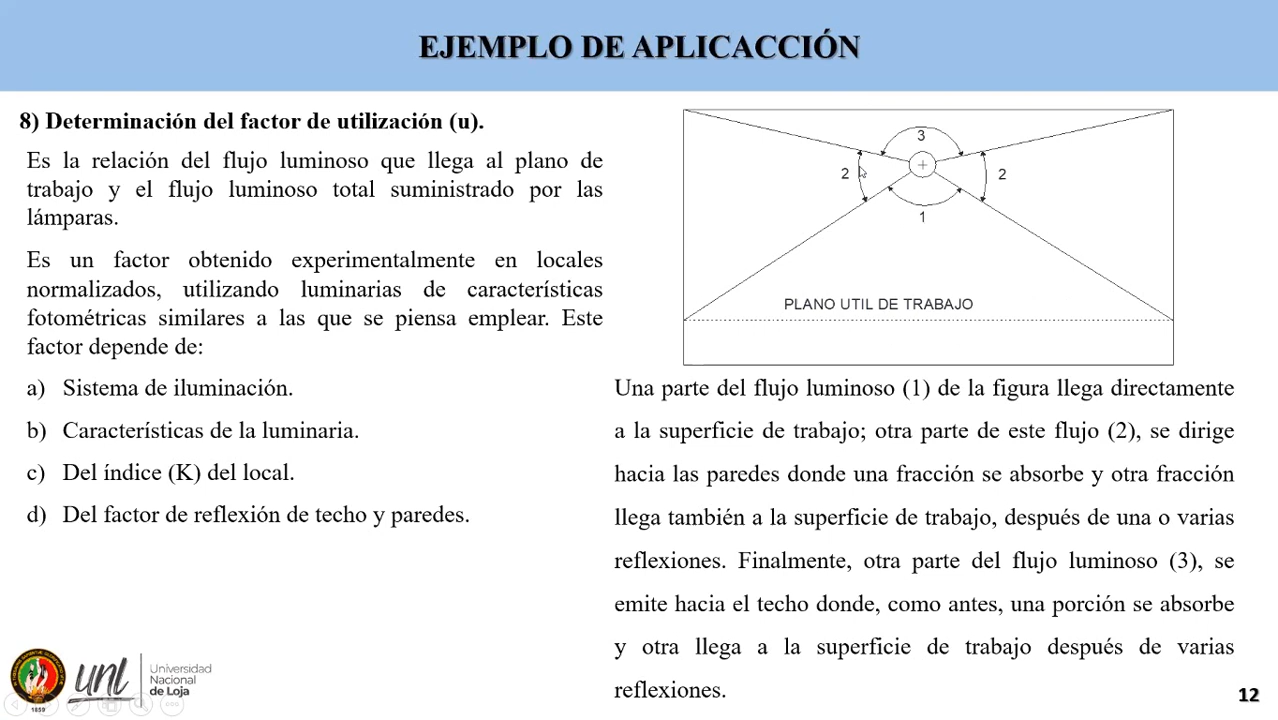 EJEMPLO DE APLICACCIÓN
8) Determinación del factor de utilización (u).
Es la relación del flujo luminoso que llega al plano de
trabajo y el flujo luminoso total suministrado por las
lámparas.
Es un factor obtenido experimentalmente en locales
normalizados, utilizando luminarias de características
fotométricas similares a las que se piensa emplear. Este
factor depende de:
a) Sistema de iluminación.
b) Características de la luminaria.
c) Del índice (K) del local.
d) Del factor de reflexión de techo y paredes.
3
2
2
1
PLANO UTIL DE TRABAJO
Una parte del flujo luminoso (1) de la figura llega directamente
a la superficie de trabajo; otra parte de este flujo (2), se dirige
hacia las paredes donde una fracción se absorbe y otra fracción
llega también a la superficie de trabajo, después de una o varias
reflexiones. Finalmente, otra parte del flujo luminoso (3), se
emite hacia el techo donde, como antes, una porción se absorbe
y otra llega a la superficie de trabajo después de varias
reflexiones.
1859
unl
Universidad
Nacional
de Loja
12